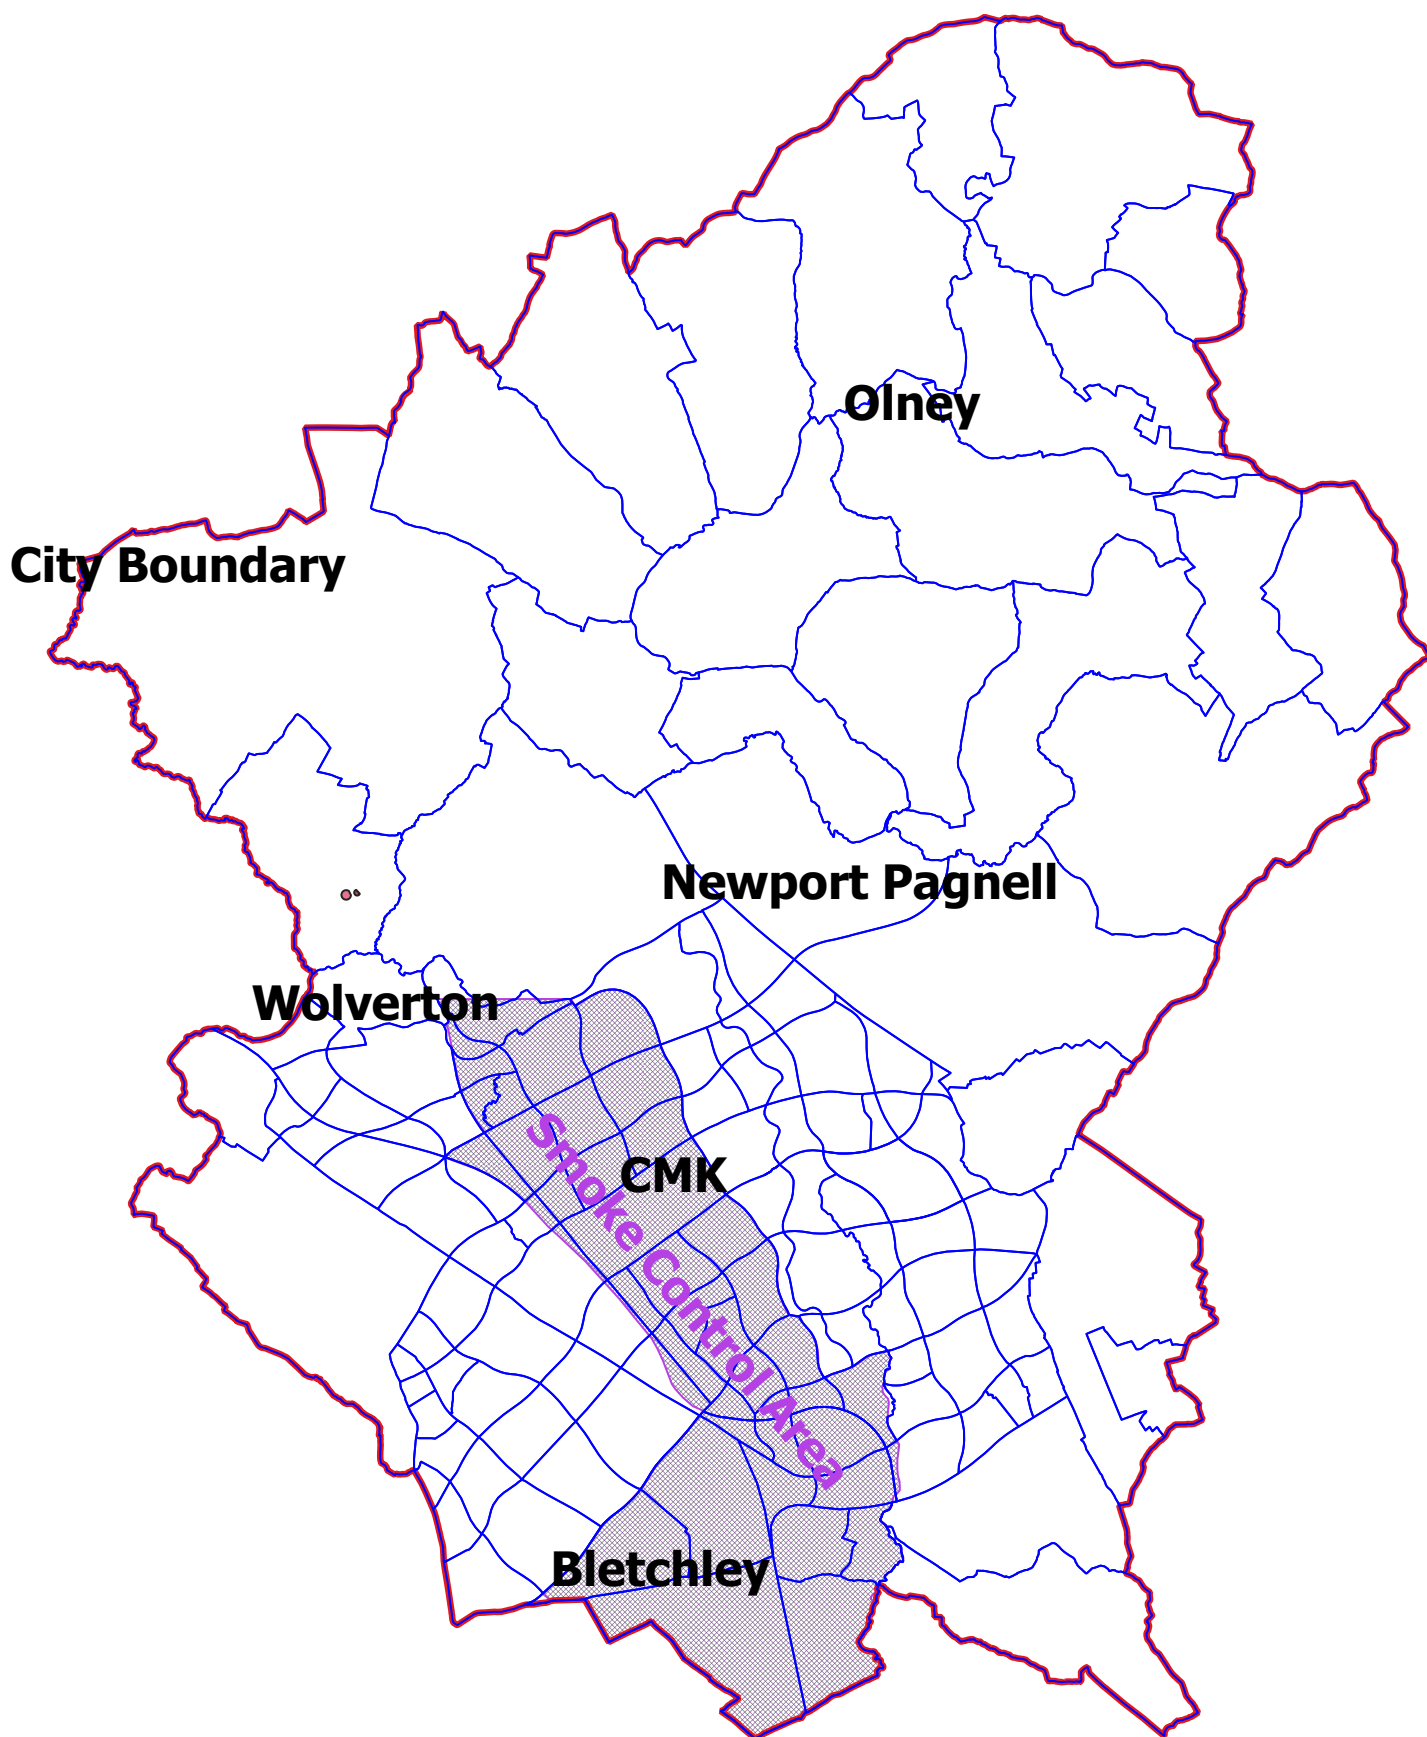 Olney
City Boundary
Newport Pagnell
Wolverton
CMK
Smoke Control Area
Bletchley